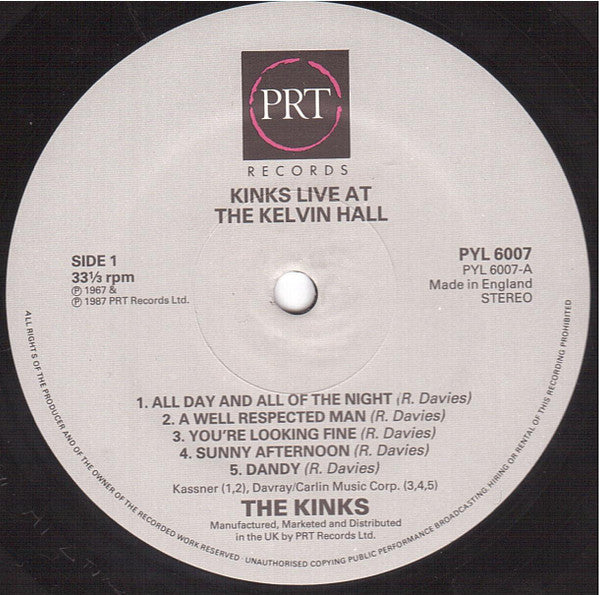 PRT
RECORDS
KINKS LIVE AT
THE KELVIN HALL
SIDE 1
33⅓ rpm
℗ 1967 &
℗ 1987 PRT Records Ltd.
PYL 6007
PYL 6007-A
Made in England
STEREO
1. ALL DAY AND ALL OF THE NIGHT (R. Davies)
2. A WELL RESPECTED MAN (R. Davies)
3. YOU'RE LOOKING FINE (R. Davies)
4. SUNNY AFTERNOON (R. Davies)
5. DANDY (R. Davies)
Kassner (1,2), Davray/Carlin Music Corp. (3,4,5)
THE KINKS
Manufactured, Marketed and Distributed
in the UK by PRT Records Ltd.
ALL RIGHTS OF THE PRODUCER AND OF THE OWNER OF THE RECORDED WORK RESERVED · UNAUTHORISED COPYING PUBLIC PERFORMANCE BROADCASTING, HIRING OR RENTAL OF THIS RECORDING PROHIBITED